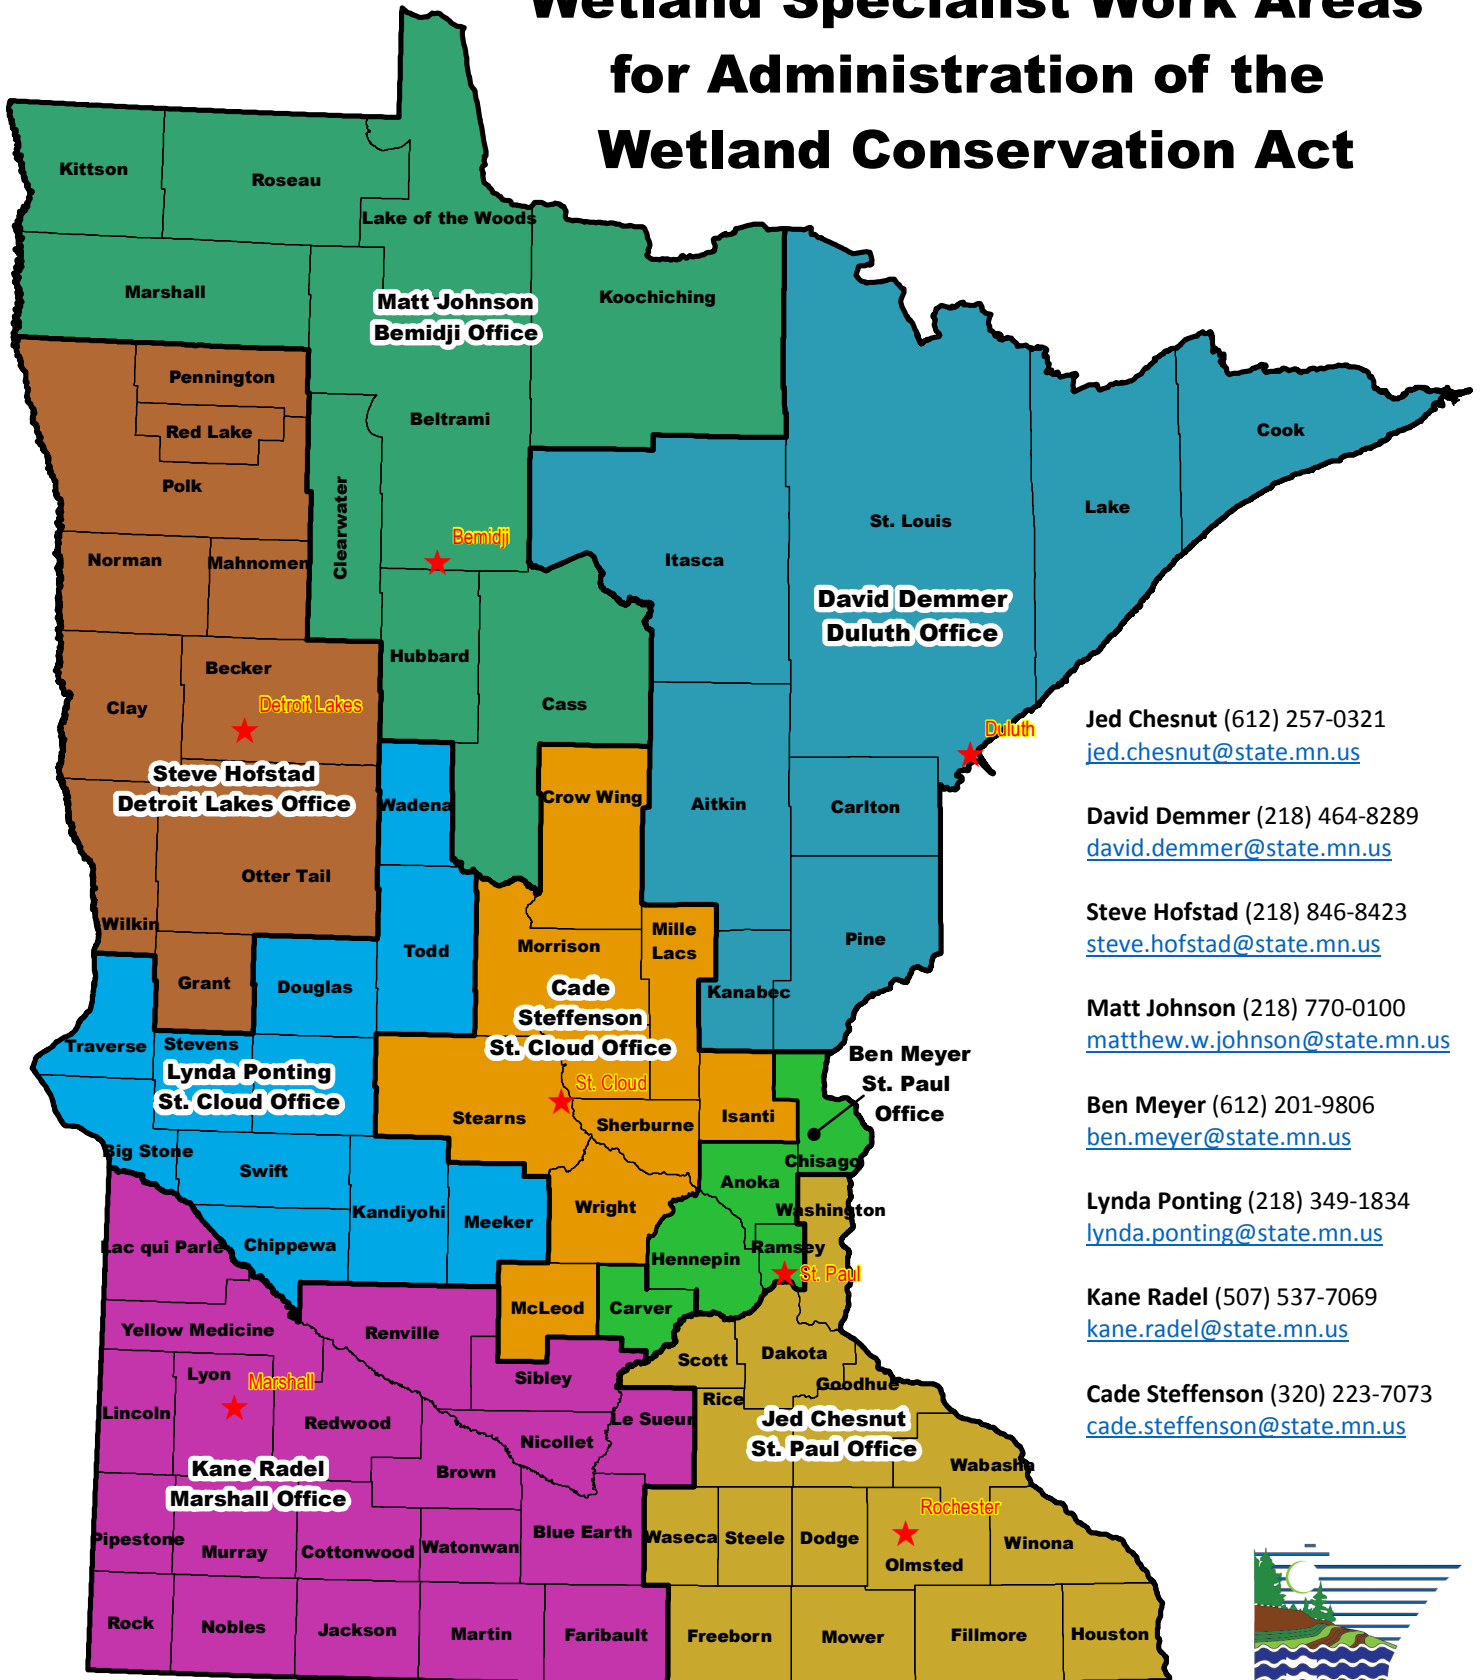 Wetland Specialist Work Areas
for Administration of the
Wetland Conservation Act
Kittson
Roseau
Lake of the Woods
Marshall
Matt Johnson
Bemidji Office
Koochiching
Pennington
Red Lake
Polk
Beltrami
Clearwater
Bemidji
Norman
Mahnomen
Itasca
St. Louis
Lake
Cook
David Demmer
Duluth Office
Hubbard
Cass
Becker
Clay
Detroit Lakes
Steve Hofstad
Detroit Lakes Office
Duluth
Wadena
Crow Wing
Aitkin
Carlton
Otter Tail
Wilkin
Todd
Morrison
Mille
Lacs
Pine
Kanabec
Grant
Douglas
Cade
Steffenson
St. Cloud Office
Traverse
Stevens
Lynda Ponting
St. Cloud Office
St. Cloud
Ben Meyer
St. Paul
Office
Stearns
Sherburne
Isanti
Chisago
Big Stone
Swift
Anoka
Washington
Kandiyohi
Meeker
Wright
Lac qui Parle
Chippewa
Hennepin
Ramsey
St. Paul
McLeod
Carver
Yellow Medicine
Renville
Scott
Dakota
Lyon
Marshall
Sibley
Goodhue
Rice
Lincoln
Redwood
Le Sueur
Nicollet
Jed Chesnut
St. Paul Office
Kane Radel
Marshall Office
Brown
Wabasha
Rochester
Pipestone
Murray
Cottonwood
Watonwan
Blue Earth
Waseca
Steele
Dodge
Olmsted
Winona
Rock
Nobles
Jackson
Martin
Faribault
Freeborn
Mower
Fillmore
Houston
Jed Chesnut (612) 257-0321
jed.chesnut@state.mn.us
David Demmer (218) 464-8289
david.demmer@state.mn.us
Steve Hofstad (218) 846-8423
steve.hofstad@state.mn.us
Matt Johnson (218) 770-0100
matthew.w.johnson@state.mn.us
Ben Meyer (612) 201-9806
ben.meyer@state.mn.us
Lynda Ponting (218) 349-1834
lynda.ponting@state.mn.us
Kane Radel (507) 537-7069
kane.radel@state.mn.us
Cade Steffenson (320) 223-7073
cade.steffenson@state.mn.us